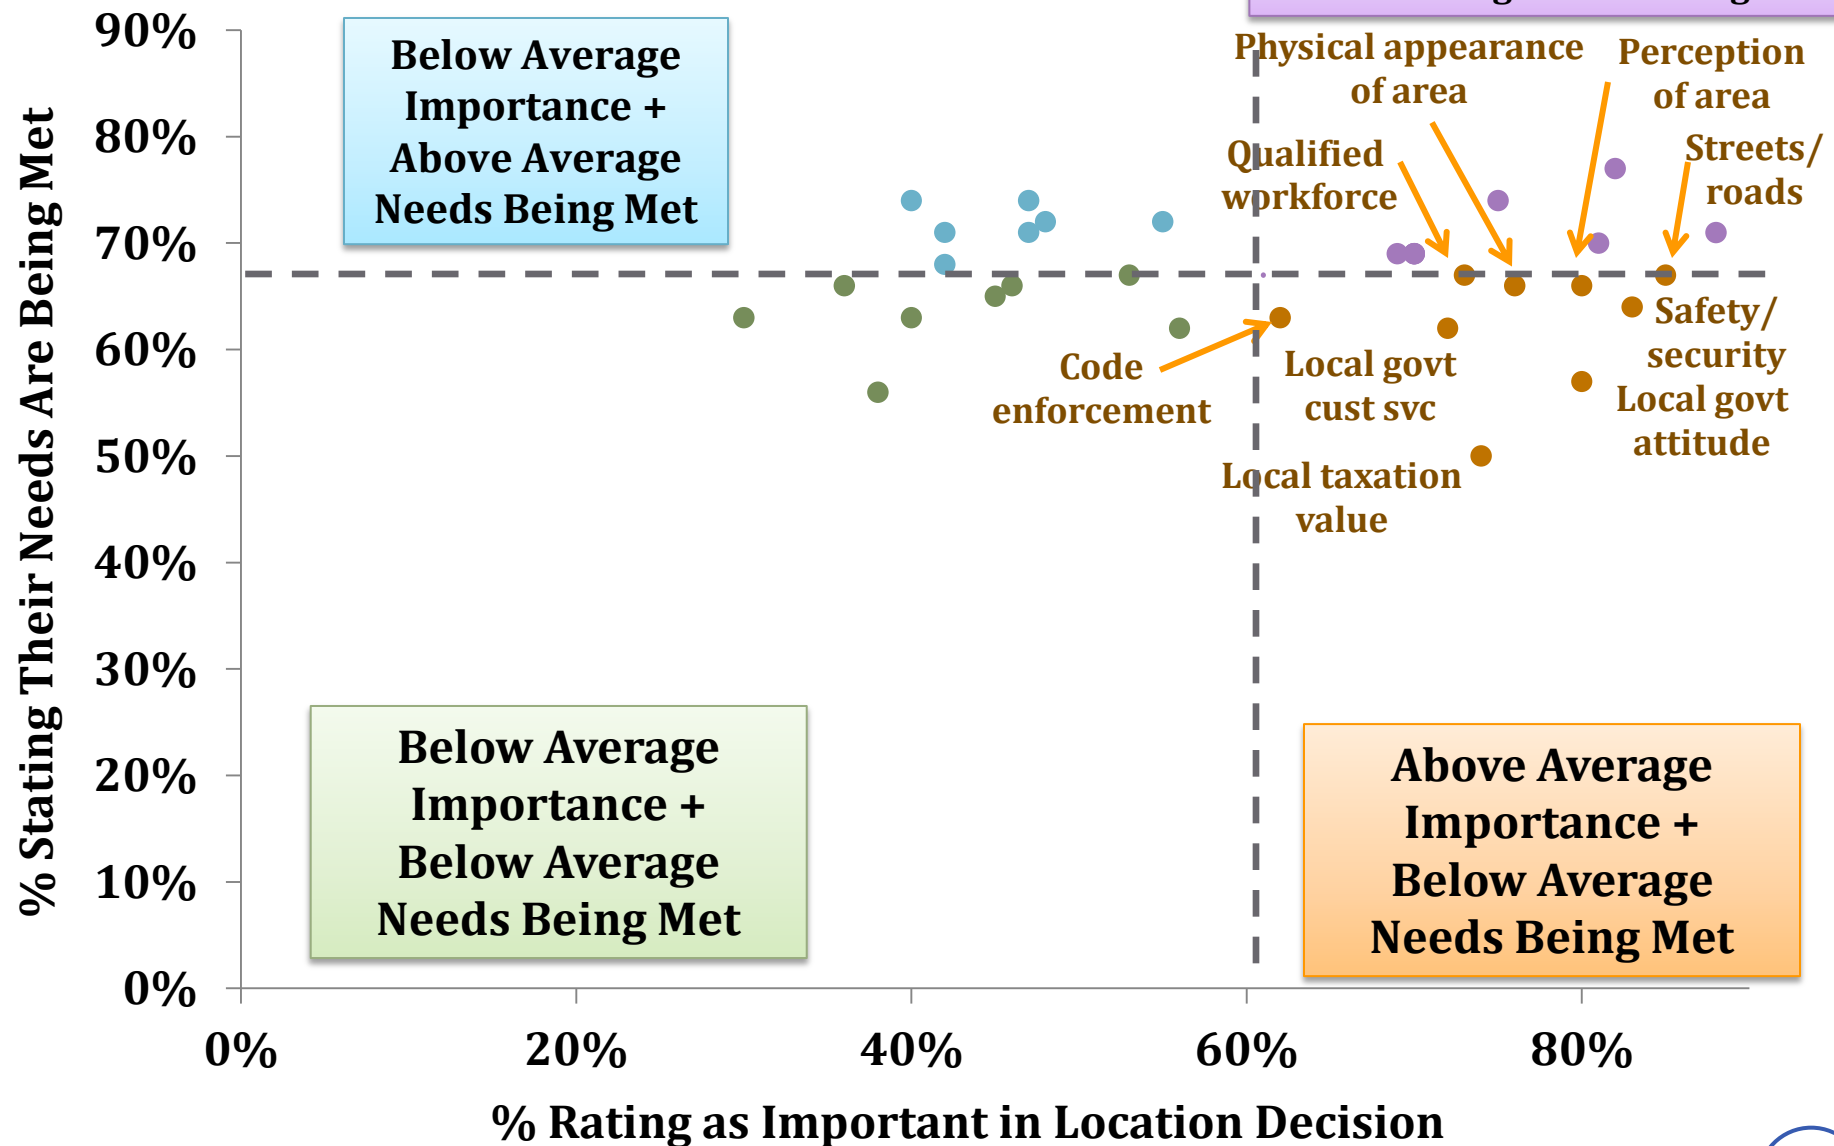 90%
80%
70%
60%
50%
40%
30%
20%
10%
0%
% Stating Their Needs Are Being Met
Below Average
Importance +
Above Average
Needs Being Met
Physical appearance
of area
Perception
of area
Qualified
workforce
Streets/
roads
Code
enforcement
Local govt
cust svc
Safety/
security
Local govt
attitude
Local taxation
value
Below Average
Importance +
Below Average
Needs Being Met
Above Average
Importance +
Below Average
Needs Being Met
0%
20%
40%
60%
80%
% Rating as Important in Location Decision